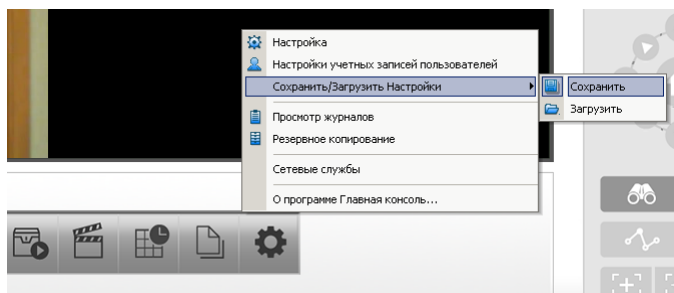 Настройка
Настройки учетных записей пользователей
Сохранить/Загрузить Настройки
Сохранить
Загрузить
Просмотр журналов
Резервное копирование
Сетевые службы
О программе Главная консоль...